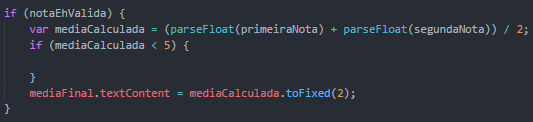 if (notaEhValida) {
    var mediaCalculada = (parseFloat(primeiraNota) + parseFloat(segundaNota)) / 2;
    if (mediaCalculada < 5) {
    }
    mediaFinal.textContent = mediaCalculada.toFixed(2);
}